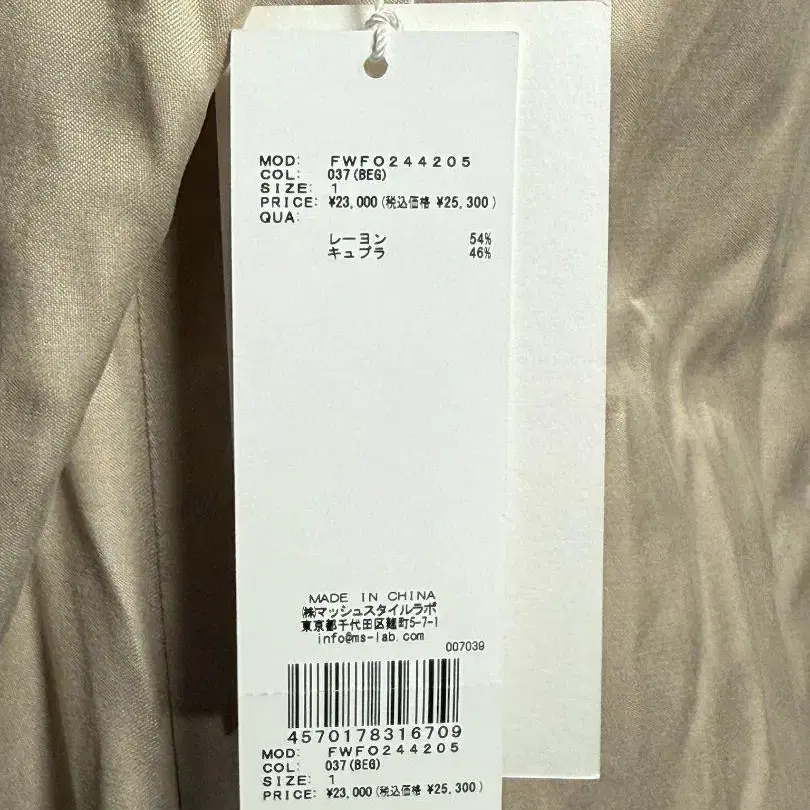 MOD: FWFO244205
COL: 037(BEG)
SIZE: 1
PRICE: ¥23,000(税込価格 ¥25,300)
QUA:
レーヨン 54%
キュプラ 46%
MADE IN CHINA
㈱マッシュスタイルラボ
東京都千代田区麹町5-7-1
info@ms-lab.com
007039
4570178316709
MOD: FWFO244205
COL: 037(BEG)
SIZE: 1
PRICE: ¥23,000(税込価格 ¥25,300)